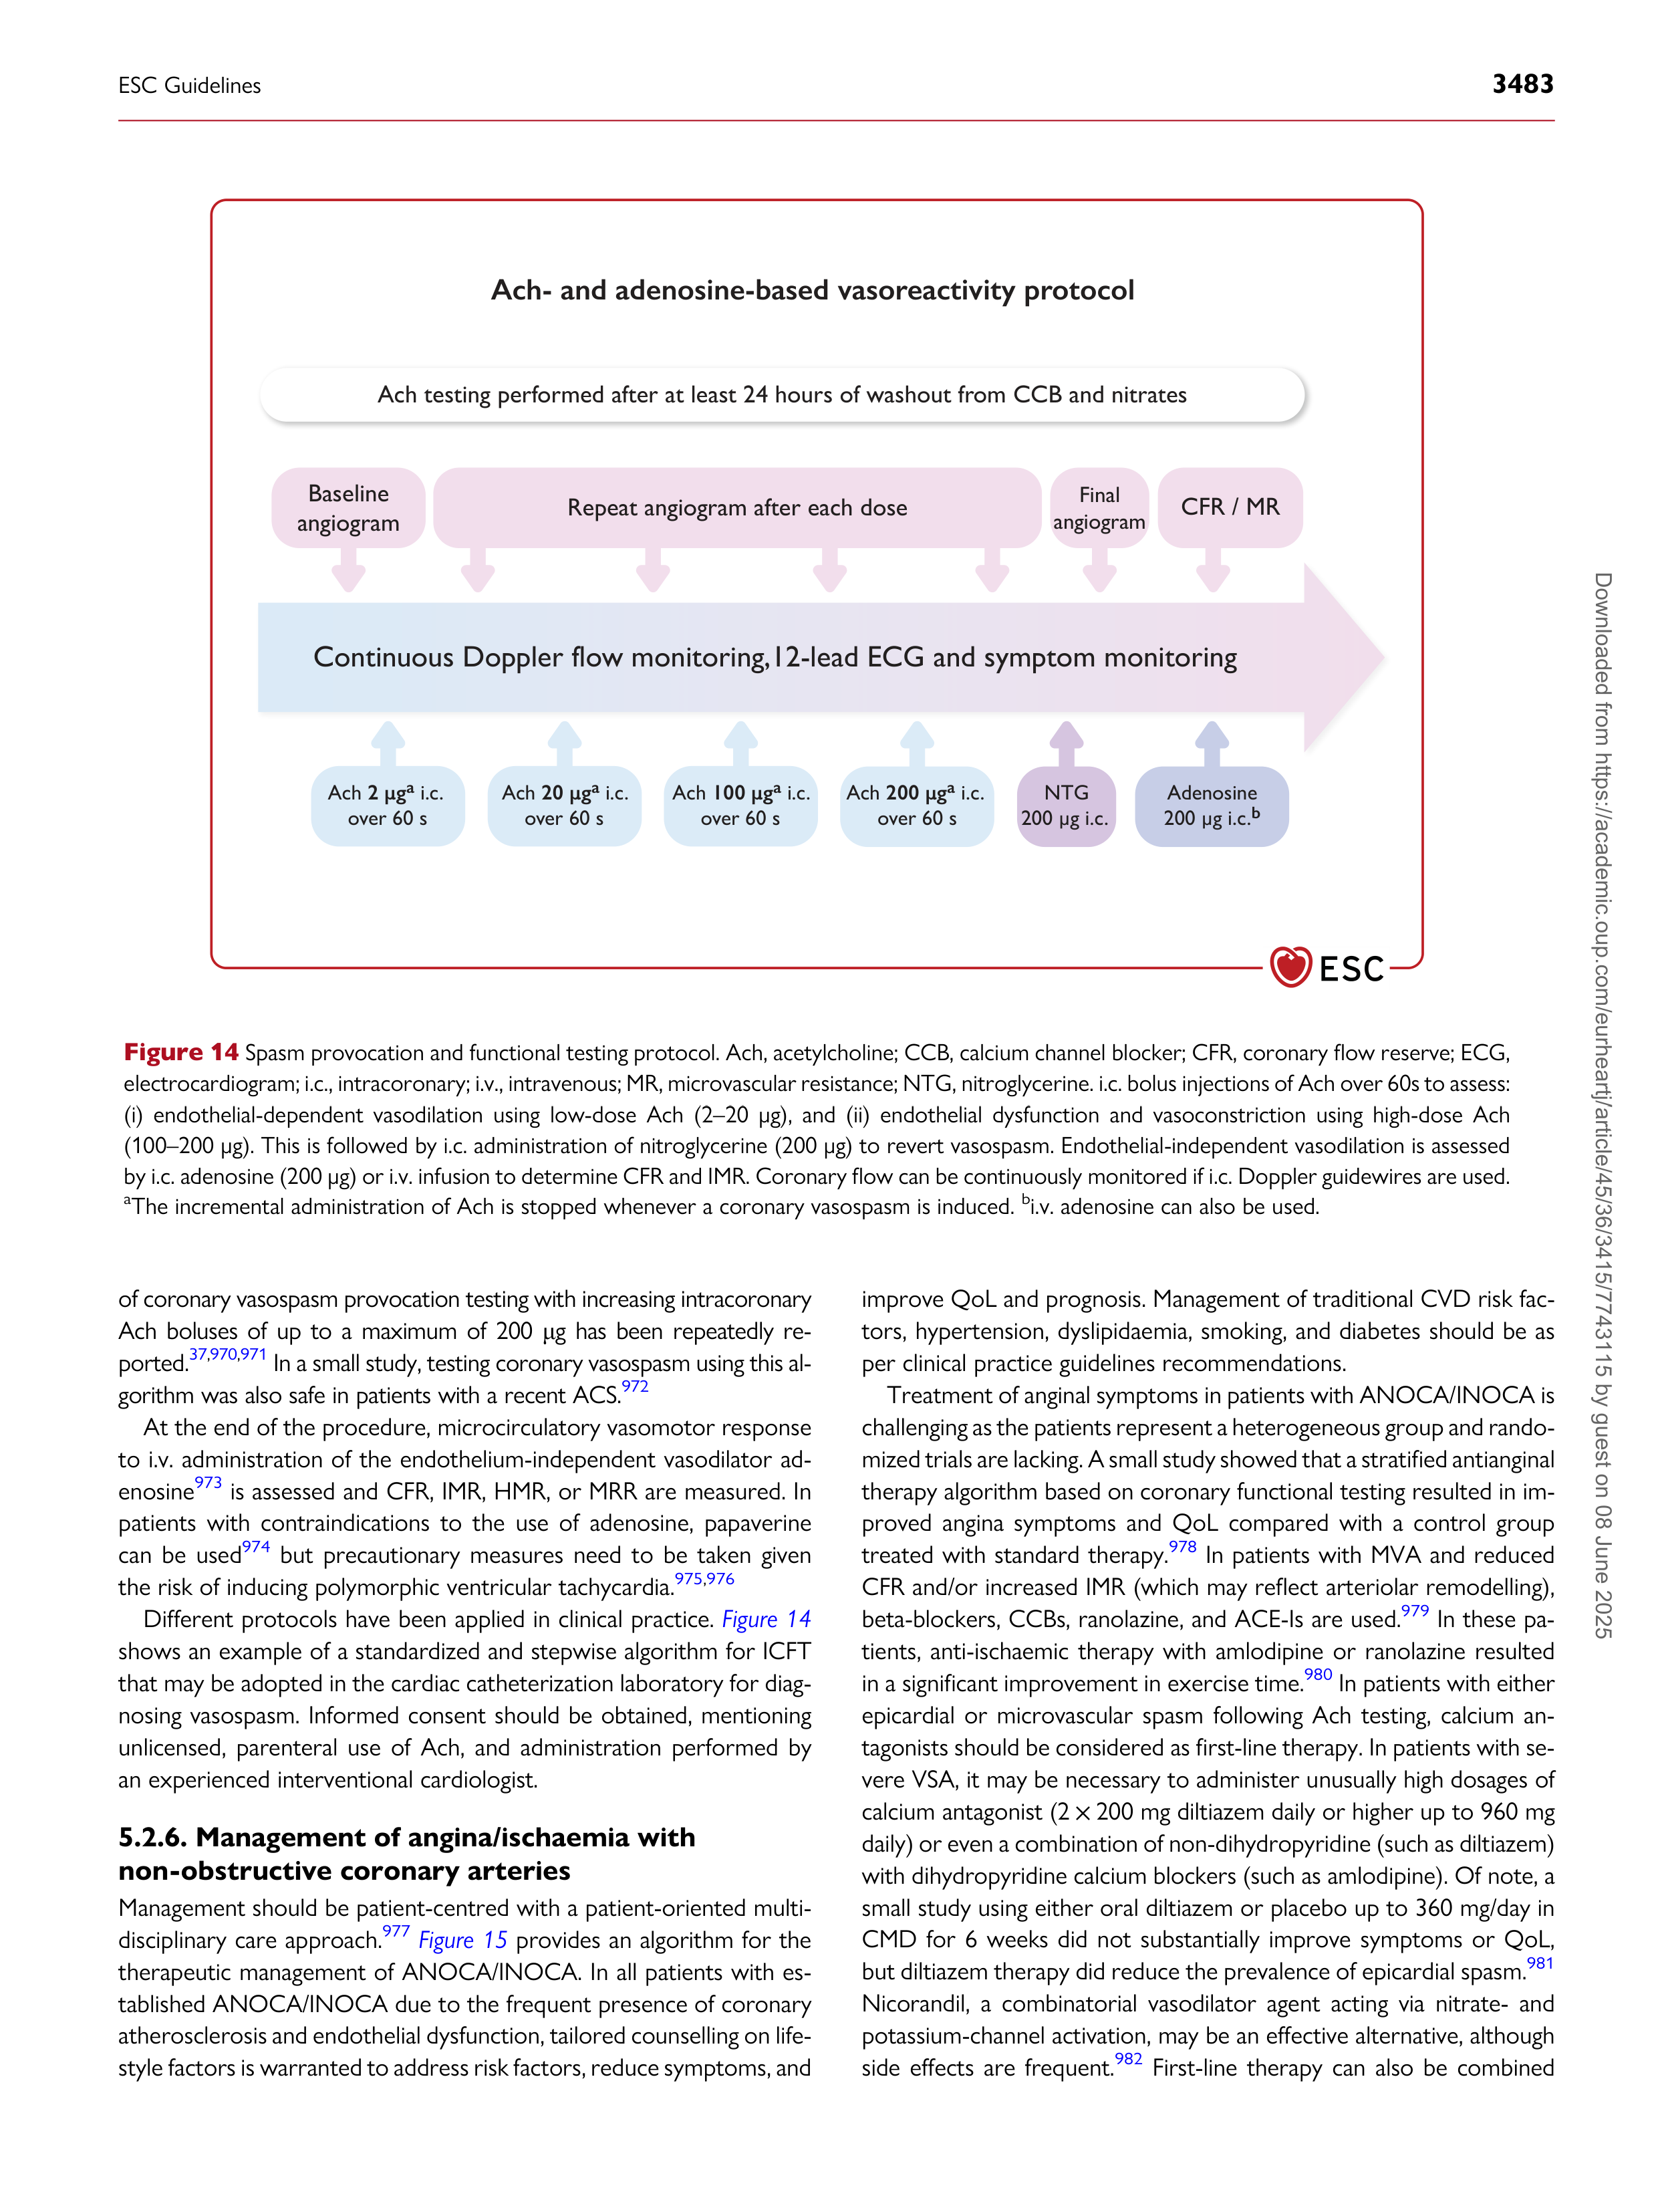 ESC Guidelines
3483
Ach- and adenosine-based vasoreactivity protocol
Ach testing performed after at least 24 hours of washout from CCB and nitrates
Baseline
angiogram
Repeat angiogram after each dose
Final
angiogram
CFR / MR
Continuous Doppler flow monitoring, 12-lead ECG and symptom monitoring
Ach 2 µgª i.c.
over 60 s
Ach 20 µgª i.c.
over 60 s
Ach 100 µgª i.c.
over 60 s
Ach 200 µgª i.c.
over 60 s
NTG
200 µg i.c.
Adenosine
200 µg i.c.ᵇ
ESC
Figure 14 Spasm provocation and functional testing protocol. Ach, acetylcholine; CCB, calcium channel blocker; CFR, coronary flow reserve; ECG,
electrocardiogram; i.c., intracoronary; i.v., intravenous; MR, microvascular resistance; NTG, nitroglycerine. i.c. bolus injections of Ach over 60s to assess:
(i) endothelial-dependent vasodilation using low-dose Ach (2–20 µg), and (ii) endothelial dysfunction and vasoconstriction using high-dose Ach
(100–200 µg). This is followed by i.c. administration of nitroglycerine (200 µg) to revert vasospasm. Endothelial-independent vasodilation is assessed
by i.c. adenosine (200 µg) or i.v. infusion to determine CFR and IMR. Coronary flow can be continuously monitored if i.c. Doppler guidewires are used.
ªThe incremental administration of Ach is stopped whenever a coronary vasospasm is induced. ᵇi.v. adenosine can also be used.
of coronary vasospasm provocation testing with increasing intracoronary
Ach boluses of up to a maximum of 200 µg has been repeatedly re-
ported.37,970,971 In a small study, testing coronary vasospasm using this al-
gorithm was also safe in patients with a recent ACS.972
At the end of the procedure, microcirculatory vasomotor response
to i.v. administration of the endothelium-independent vasodilator ad-
enosine973 is assessed and CFR, IMR, HMR, or MRR are measured. In
patients with contraindications to the use of adenosine, papaverine
can be used974 but precautionary measures need to be taken given
the risk of inducing polymorphic ventricular tachycardia.975,976
Different protocols have been applied in clinical practice. Figure 14
shows an example of a standardized and stepwise algorithm for ICFT
that may be adopted in the cardiac catheterization laboratory for diag-
nosing vasospasm. Informed consent should be obtained, mentioning
unlicensed, parenteral use of Ach, and administration performed by
an experienced interventional cardiologist.
5.2.6. Management of angina/ischaemia with
non-obstructive coronary arteries
Management should be patient-centred with a patient-oriented multi-
disciplinary care approach.977 Figure 15 provides an algorithm for the
therapeutic management of ANOCA/INOCA. In all patients with es-
tablished ANOCA/INOCA due to the frequent presence of coronary
atherosclerosis and endothelial dysfunction, tailored counselling on life-
style factors is warranted to address risk factors, reduce symptoms, and
improve QoL and prognosis. Management of traditional CVD risk fac-
tors, hypertension, dyslipidaemia, smoking, and diabetes should be as
per clinical practice guidelines recommendations.
Treatment of anginal symptoms in patients with ANOCA/INOCA is
challenging as the patients represent a heterogeneous group and rando-
mized trials are lacking. A small study showed that a stratified antianginal
therapy algorithm based on coronary functional testing resulted in im-
proved angina symptoms and QoL compared with a control group
treated with standard therapy.978 In patients with MVA and reduced
CFR and/or increased IMR (which may reflect arteriolar remodelling),
beta-blockers, CCBs, ranolazine, and ACE-Is are used.979 In these pa-
tients, anti-ischaemic therapy with amlodipine or ranolazine resulted
in a significant improvement in exercise time.980 In patients with either
epicardial or microvascular spasm following Ach testing, calcium an-
tagonists should be considered as first-line therapy. In patients with se-
vere VSA, it may be necessary to administer unusually high dosages of
calcium antagonist (2 × 200 mg diltiazem daily or higher up to 960 mg
daily) or even a combination of non-dihydropyridine (such as diltiazem)
with dihydropyridine calcium blockers (such as amlodipine). Of note, a
small study using either oral diltiazem or placebo up to 360 mg/day in
CMD for 6 weeks did not substantially improve symptoms or QoL,
but diltiazem therapy did reduce the prevalence of epicardial spasm.981
Nicorandil, a combinatorial vasodilator agent acting via nitrate- and
potassium-channel activation, may be an effective alternative, although
side effects are frequent.982 First-line therapy can also be combined
Downloaded from https://academic.oup.com/eurheartj/article/45/36/3415/7743115 by guest on 08 June 2025